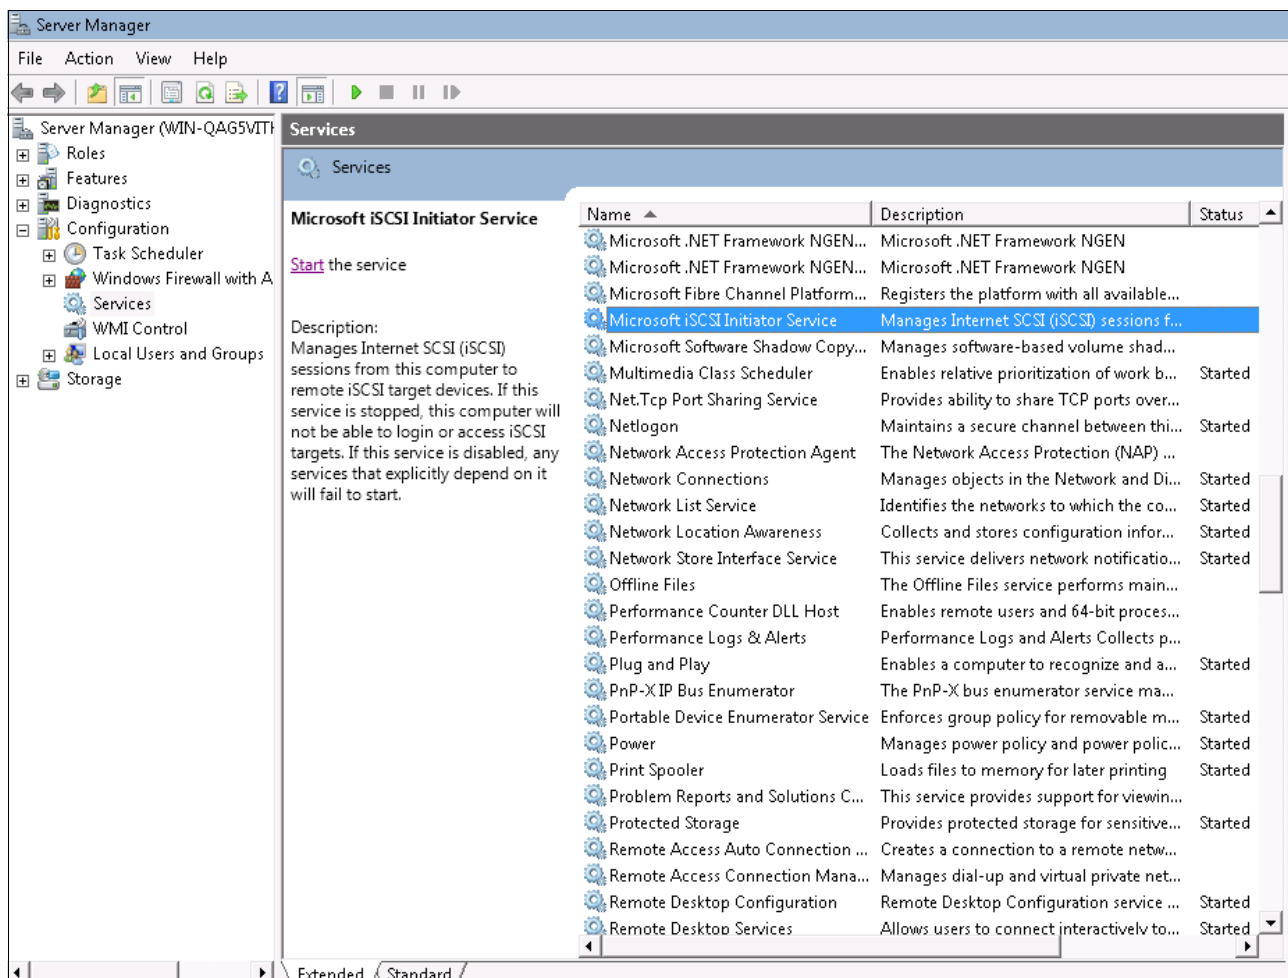 Server Manager
File Action View Help
Server Manager (WIN-QAG5VITH
Roles
Features
Diagnostics
Configuration
Task Scheduler
Windows Firewall with A
Services
WMI Control
Local Users and Groups
Storage
Services
Services
Microsoft iSCSI Initiator Service
Start the service
Description:
Manages Internet SCSI (iSCSI)
sessions from this computer to
remote iSCSI target devices. If this
service is stopped, this computer will
not be able to login or access iSCSI
targets. If this service is disabled, any
services that explicitly depend on it
will fail to start.
Name Description Status
Microsoft .NET Framework NGEN... Microsoft .NET Framework NGEN
Microsoft .NET Framework NGEN... Microsoft .NET Framework NGEN
Microsoft Fibre Channel Platform... Registers the platform with all available...
Microsoft iSCSI Initiator Service Manages Internet SCSI (iSCSI) sessions f...
Microsoft Software Shadow Copy... Manages software-based volume shad...
Multimedia Class Scheduler Enables relative prioritization of work b... Started
Net.Tcp Port Sharing Service Provides ability to share TCP ports over...
Netlogon Maintains a secure channel between thi... Started
Network Access Protection Agent The Network Access Protection (NAP) ...
Network Connections Manages objects in the Network and Di... Started
Network List Service Identifies the networks to which the co... Started
Network Location Awareness Collects and stores configuration infor... Started
Network Store Interface Service This service delivers network notificatio... Started
Offline Files The Offline Files service performs main...
Performance Counter DLL Host Enables remote users and 64-bit proces...
Performance Logs & Alerts Performance Logs and Alerts Collects p...
Plug and Play Enables a computer to recognize and a... Started
PnP-X IP Bus Enumerator The PnP-X bus enumerator service ma...
Portable Device Enumerator Service Enforces group policy for removable m... Started
Power Manages power policy and power polic... Started
Print Spooler Loads files to memory for later printing Started
Problem Reports and Solutions C... This service provides support for viewin...
Protected Storage Provides protected storage for sensitive... Started
Remote Access Auto Connection ... Creates a connection to a remote netw...
Remote Access Connection Mana... Manages dial-up and virtual private net...
Remote Desktop Configuration Remote Desktop Configuration service ... Started
Remote Desktop Services Allows users to connect interactively to... Started
Extended Standard